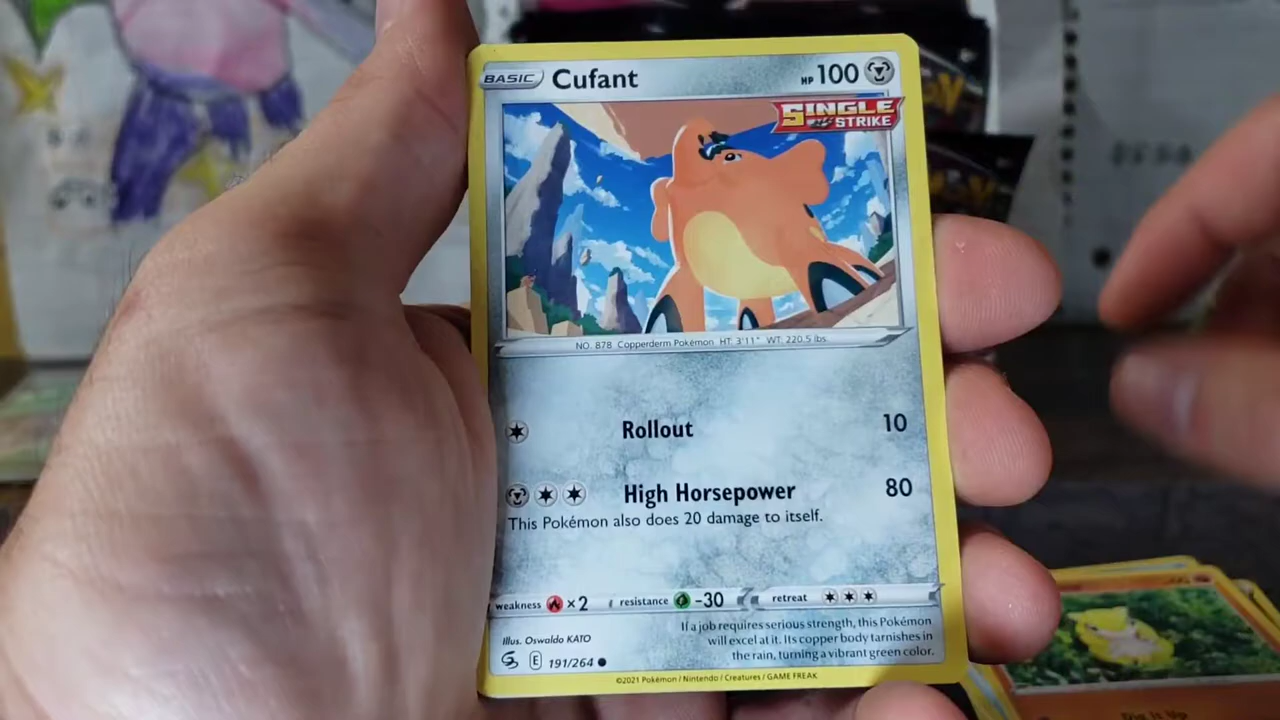 BASIC Cufant HP 100
SINGLE
STRIKE
NO. 878 Copperderm Pokémon HT. 3'11" WT. 220.5 lbs.
Rollout 10
High Horsepower 80
This Pokémon also does 20 damage to itself.
weakness ×2 resistance -30 retreat
If a job requires serious strength, this Pokémon
will excel at it. Its copper body tarnishes in
the rain, turning a vibrant green color.
Illus. Oswaldo KATO
E 191/264
©2021 Pokémon / Nintendo / Creatures / GAME FREAK
Dig It Up